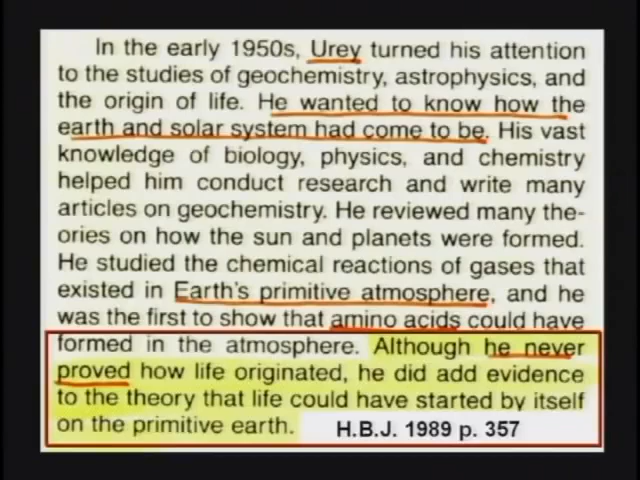 In the early 1950s, Urey turned his attention
to the studies of geochemistry, astrophysics, and
the origin of life. He wanted to know how the
earth and solar system had come to be. His vast
knowledge of biology, physics, and chemistry
helped him conduct research and write many
articles on geochemistry. He reviewed many the-
ories on how the sun and planets were formed.
He studied the chemical reactions of gases that
existed in Earth's primitive atmosphere, and he
was the first to show that amino acids could have
formed in the atmosphere. Although he never
proved how life originated, he did add evidence
to the theory that life could have started by itself
on the primitive earth. H.B.J. 1989 p. 357